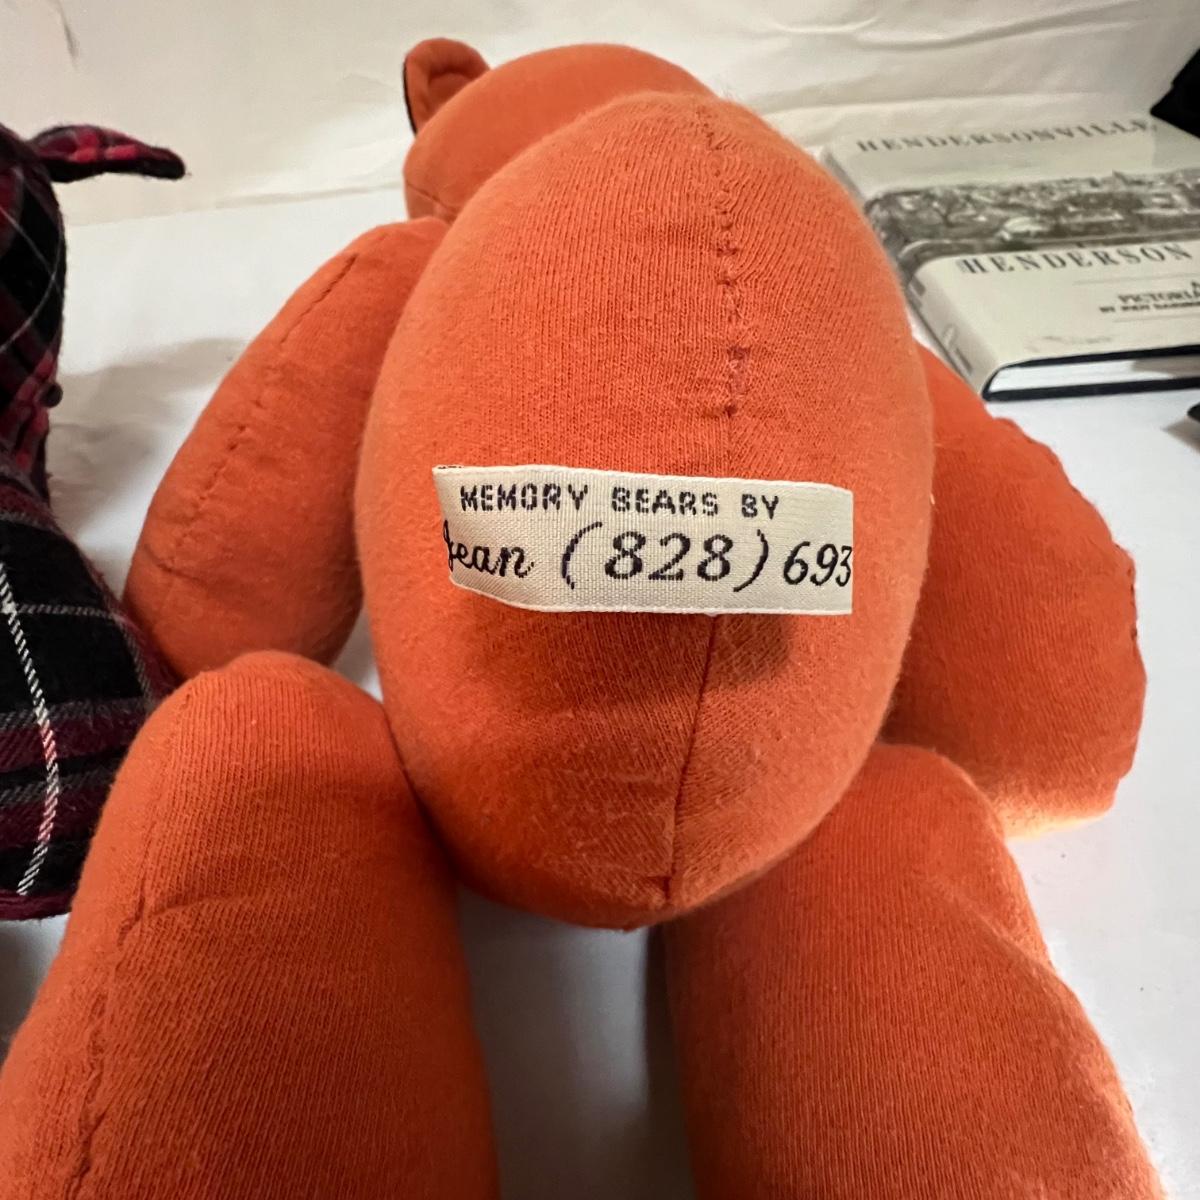 HENDERSONVILLE
HENDERSON
MEMORY BEARS BY
Jean (828) 693